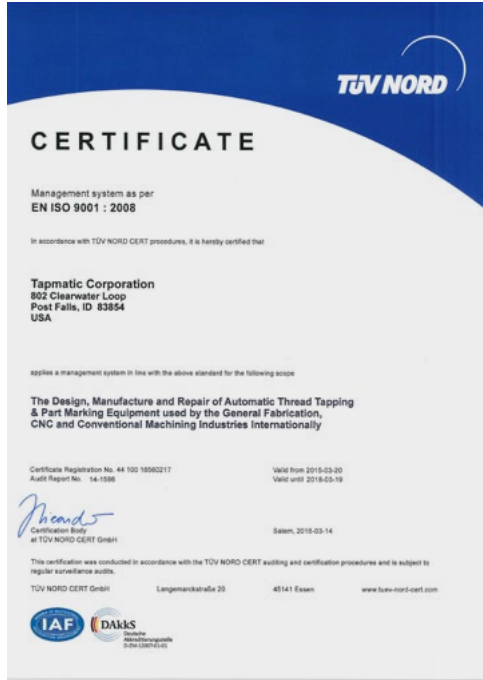 TÜV NORD
CERTIFICATE
Management system as per
EN ISO 9001 : 2008
In accordance with TÜV NORD CERT procedures, it is hereby certified that
Tapmatic Corporation
802 Clearwater Loop
Post Falls, ID 83854
USA
applies a management system in line with the above standard for the following scope
The Design, Manufacture and Repair of Automatic Thread Tapping
& Part Marking Equipment used by the General Fabrication,
CNC and Conventional Machining Industries Internationally
Certificate Registration No. 44 100 16560217
Audit Report No. 14-1586
Valid from 2015-03-20
Valid until 2018-03-19
Certification Body
at TÜV NORD CERT GmbH
Salem, 2015-03-14
This certification was conducted in accordance with the TÜV NORD CERT auditing and certification procedures and is subject to
regular surveillance audits.
TÜV NORD CERT GmbH Langemarckstraße 20 45141 Essen www.tuev-nord-cert.com
IAF
DAkkS
Deutsche
Akkreditierungsstelle
D-ZM-12007-01-01